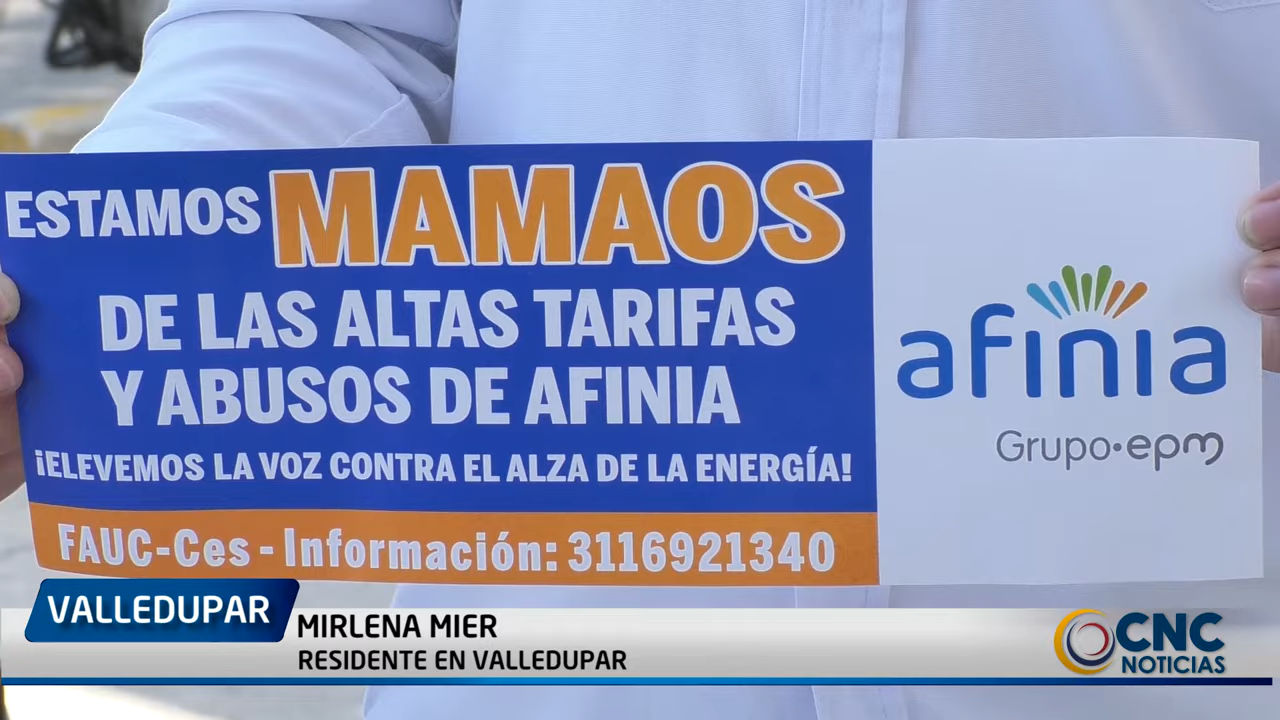 ESTAMOS MAMAOS
DE LAS ALTAS TARIFAS
Y ABUSOS DE AFINIA
¡ELEVEMOS LA VOZ CONTRA EL ALZA DE LA ENERGÍA!
FAUC-Ces - Información: 3116921340
afinia
Grupo·epm
VALLEDUPAR
MIRLENA MIER
RESIDENTE EN VALLEDUPAR
CNC
NOTICIAS